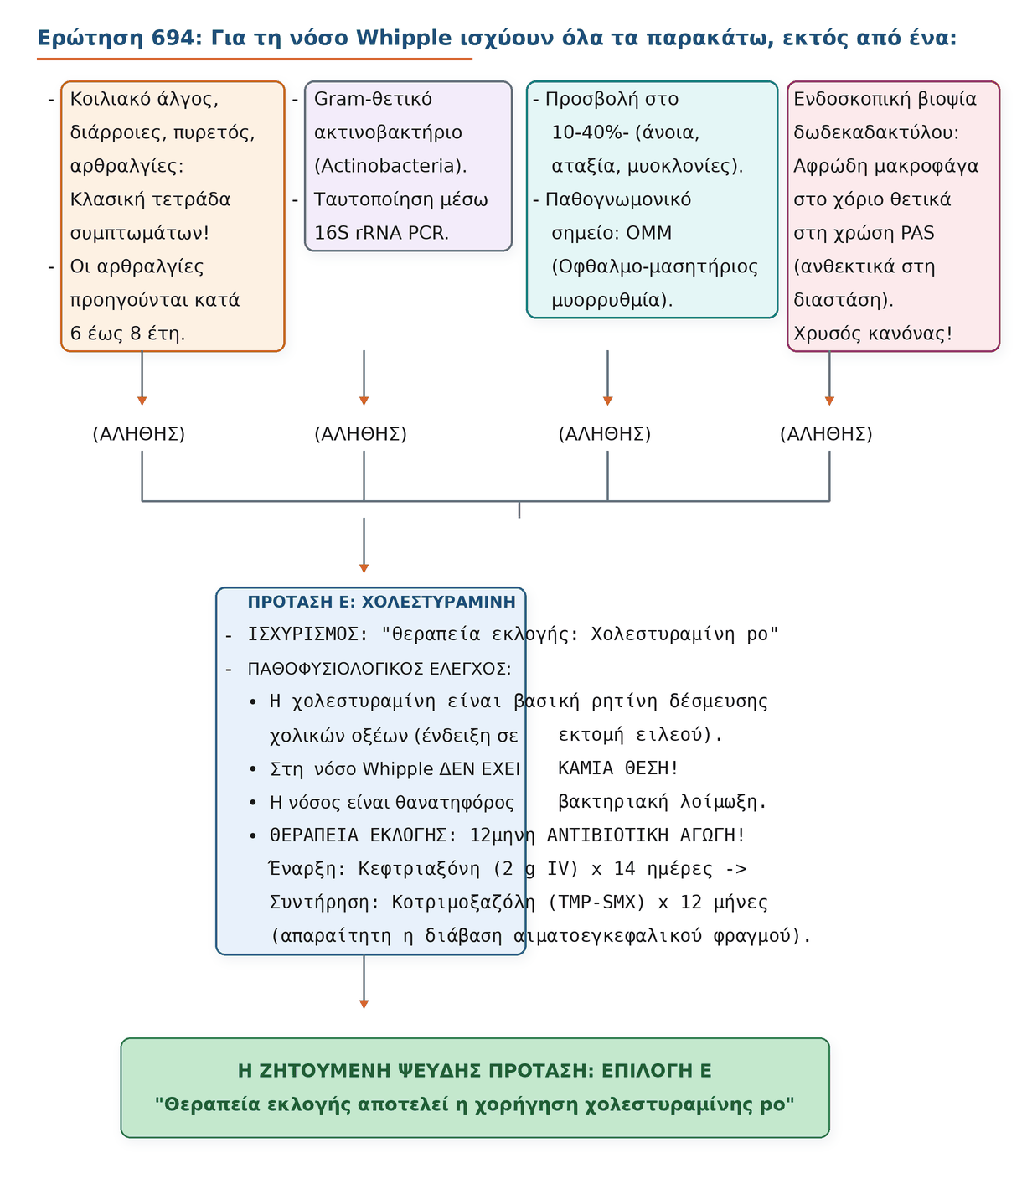 Ερώτηση 694: Για τη νόσο Whipple ισχύουν όλα τα παρακάτω, εκτός από ένα:
- Κοιλιακό άλγος,
διάρροιες, πυρετός,
αρθραλγίες:
Κλασική τετράδα
συμπτωμάτων!
- Οι αρθραλγίες
προηγούνται κατά
6 έως 8 έτη.
- Gram-θετικό
ακτινοβακτήριο
(Actinobacteria).
- Ταυτοποίηση μέσω
16S rRNA PCR.
- Προσβολή στο
10-40%- (άνοια,
αταξία, μυοκλονίες).
- Παθογνωμονικό
σημείο: OMM
(Οφθαλμο-μασητήριος
μυορρυθμία).
Ενδοσκοπική βιοψία
δωδεκαδακτύλου:
Αφρώδη μακροφάγα
στο χόριο θετικά
στη χρώση PAS
(ανθεκτικά στη
διαστάση).
Χρυσός κανόνας!
(ΑΛΗΘΗΣ)
(ΑΛΗΘΗΣ)
(ΑΛΗΘΗΣ)
(ΑΛΗΘΗΣ)
ΠΡΟΤΑΣΗ Ε: ΧΟΛΕΣΤΥΡΑΜΙΝΗ
- ΙΣΧΥΡΙΣΜΟΣ: "θεραπεία εκλογής: Χολεστυραμίνη po"
- ΠΑΘΟΦΥΣΙΟΛΟΓΙΚΟΣ ΕΛΕΓΧΟΣ:
• Η χολεστυραμίνη είναι βασική ρητίνη δέσμευσης
χολικών οξέων (ένδειξη σε εκτομή ειλεού).
• Στη νόσο Whipple ΔΕΝ ΕΧΕΙ ΚΑΜΙΑ ΘΕΣΗ!
• Η νόσος είναι θανατηφόρος βακτηριακή λοίμωξη.
• ΘΕΡΑΠΕΙΑ ΕΚΛΟΓΗΣ: 12μηνη ΑΝΤΙΒΙΟΤΙΚΗ ΑΓΩΓΗ!
Έναρξη: Κεφτριαξόνη (2 g IV) x 14 ημέρες ->
Συντήρηση: Κοτριμοξαζόλη (TMP-SMX) x 12 μήνες
(απαραίτητη η διάβαση αιματοεγκεφαλικού φραγμού).
Η ΖΗΤΟΥΜΕΝΗ ΨΕΥΔΗΣ ΠΡΟΤΑΣΗ: ΕΠΙΛΟΓΗ Ε
"Θεραπεία εκλογής αποτελεί η χορήγηση χολεστυραμίνης po"